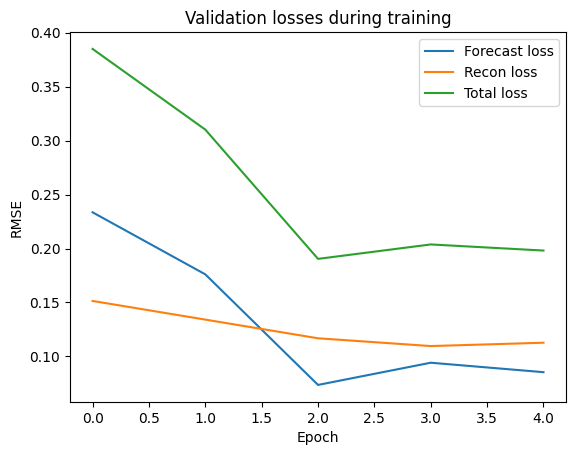 Validation losses during training
0.40
0.35
0.30
0.25
0.20
0.15
0.10
RMSE
Forecast loss
Recon loss
Total loss
0.0 0.5 1.0 1.5 2.0 2.5 3.0 3.5 4.0
Epoch